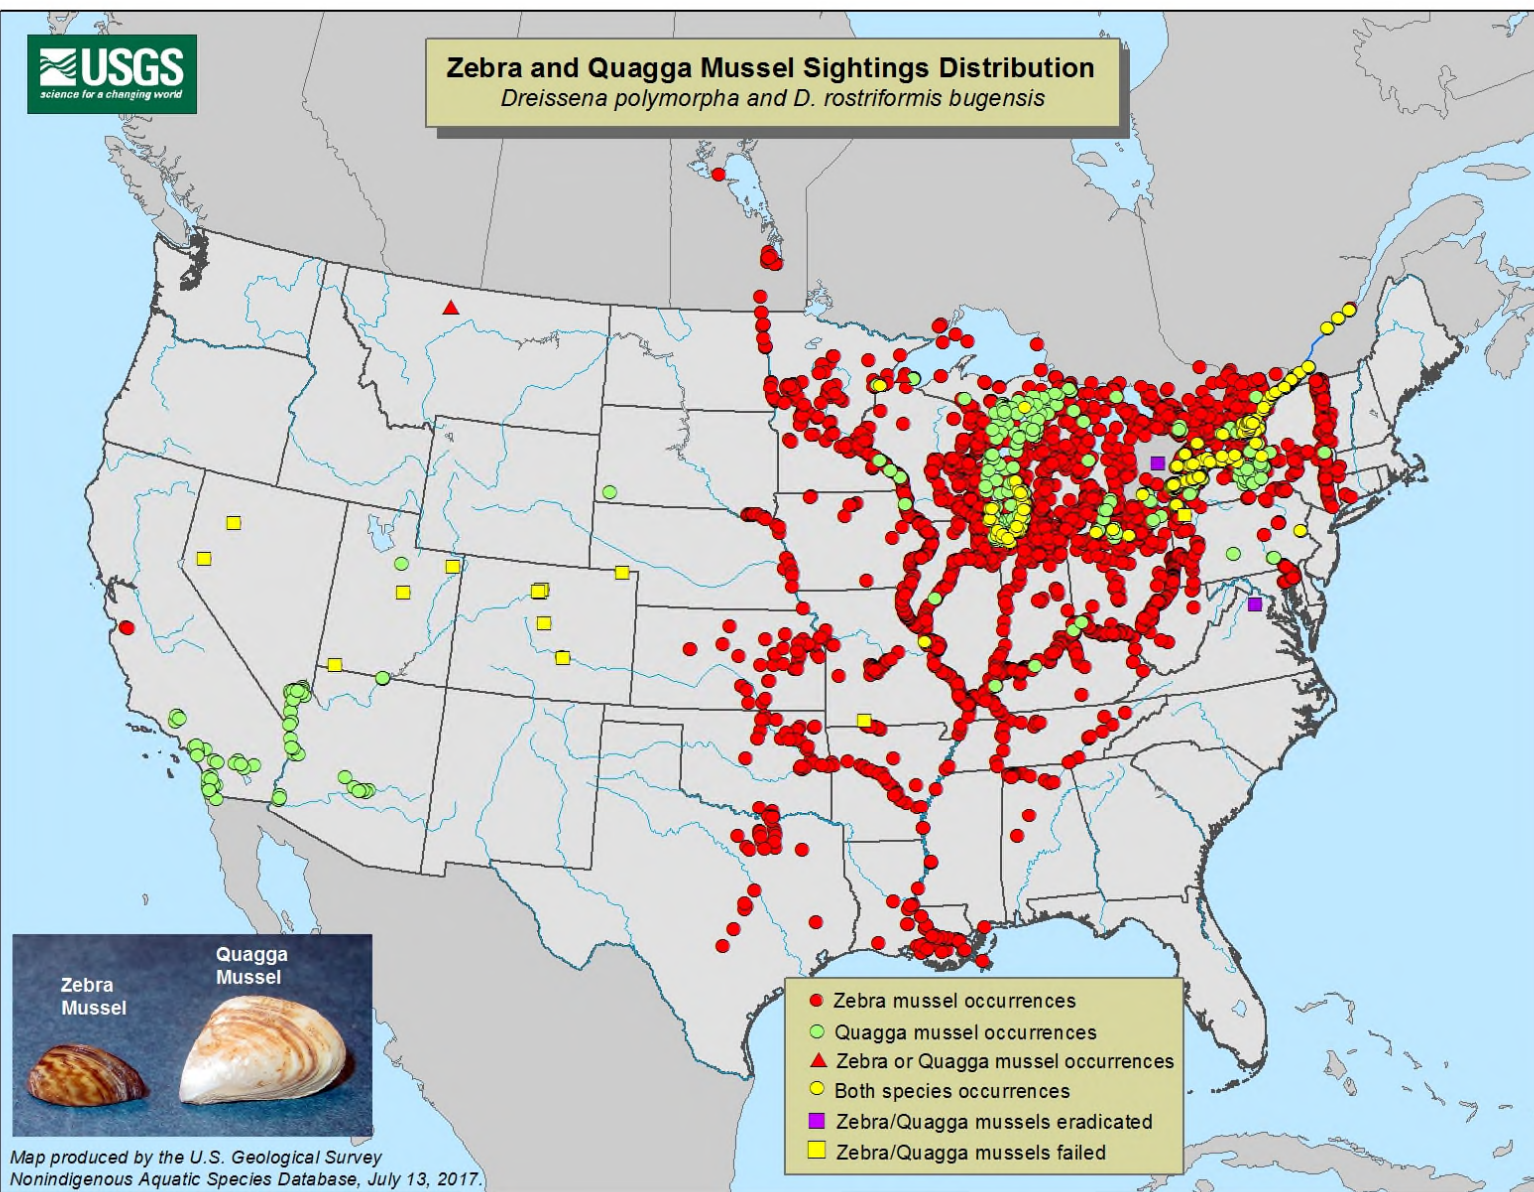 USGS
science for a changing world
Zebra and Quagga Mussel Sightings Distribution
Dreissena polymorpha and D. rostriformis bugensis
Quagga
Mussel
Zebra
Mussel
Zebra mussel occurrences
Quagga mussel occurrences
Zebra or Quagga mussel occurrences
Both species occurrences
Zebra/Quagga mussels eradicated
Zebra/Quagga mussels failed
Map produced by the U.S. Geological Survey
Nonindigenous Aquatic Species Database, July 13, 2017.